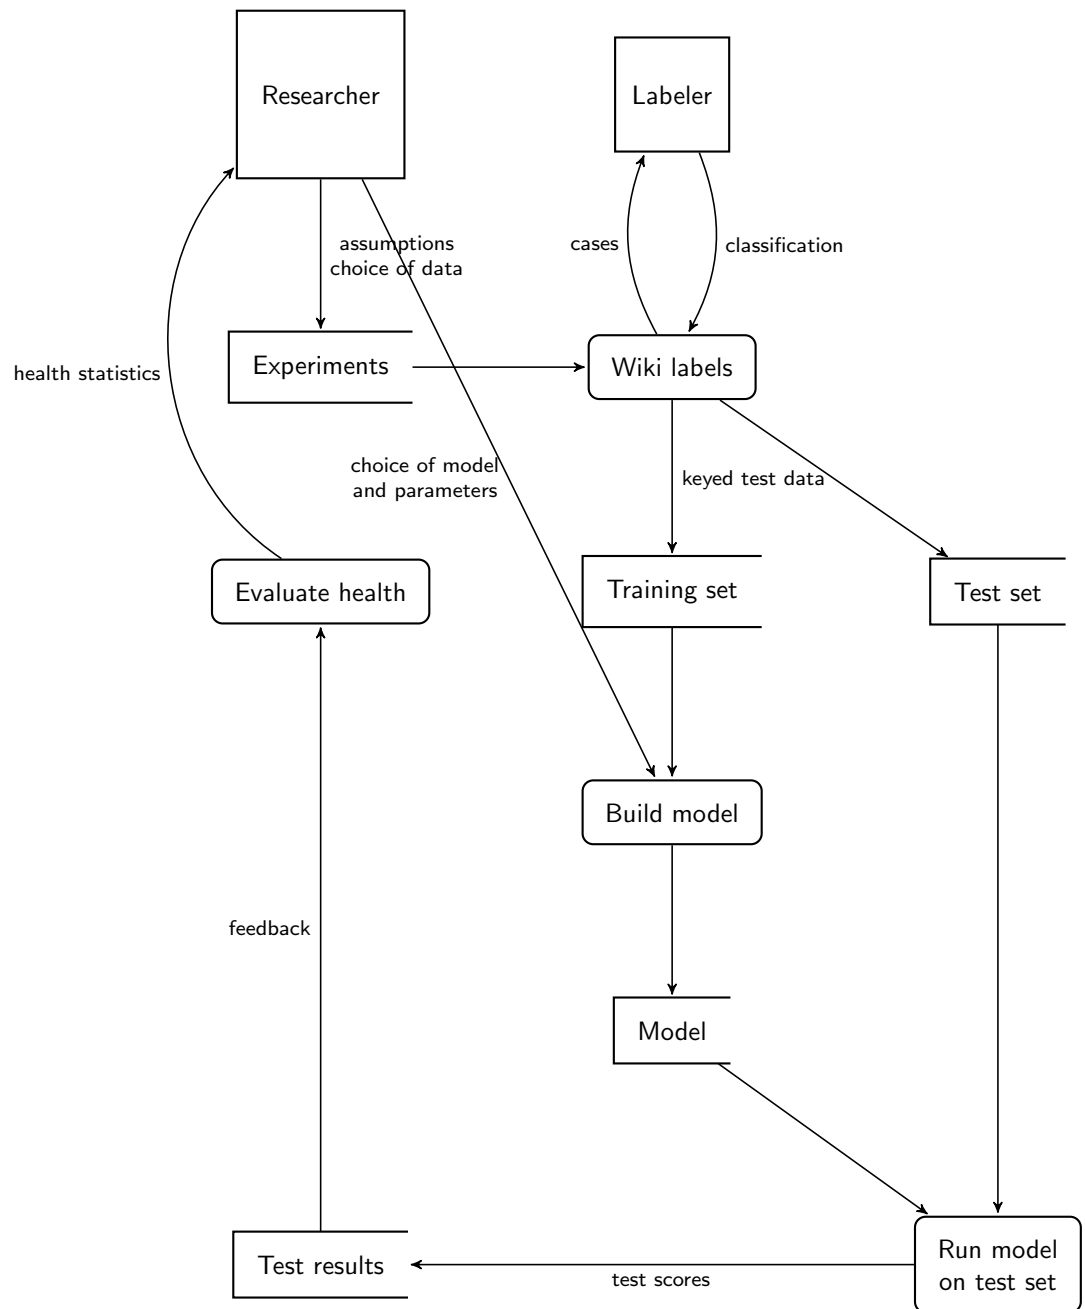 Researcher
Labeler
assumptions
choice of data
cases
classification
Experiments
Wiki labels
health statistics
choice of model
and parameters
keyed test data
Evaluate health
Training set
Test set
Build model
feedback
Model
Test results
test scores
Run model
on test set